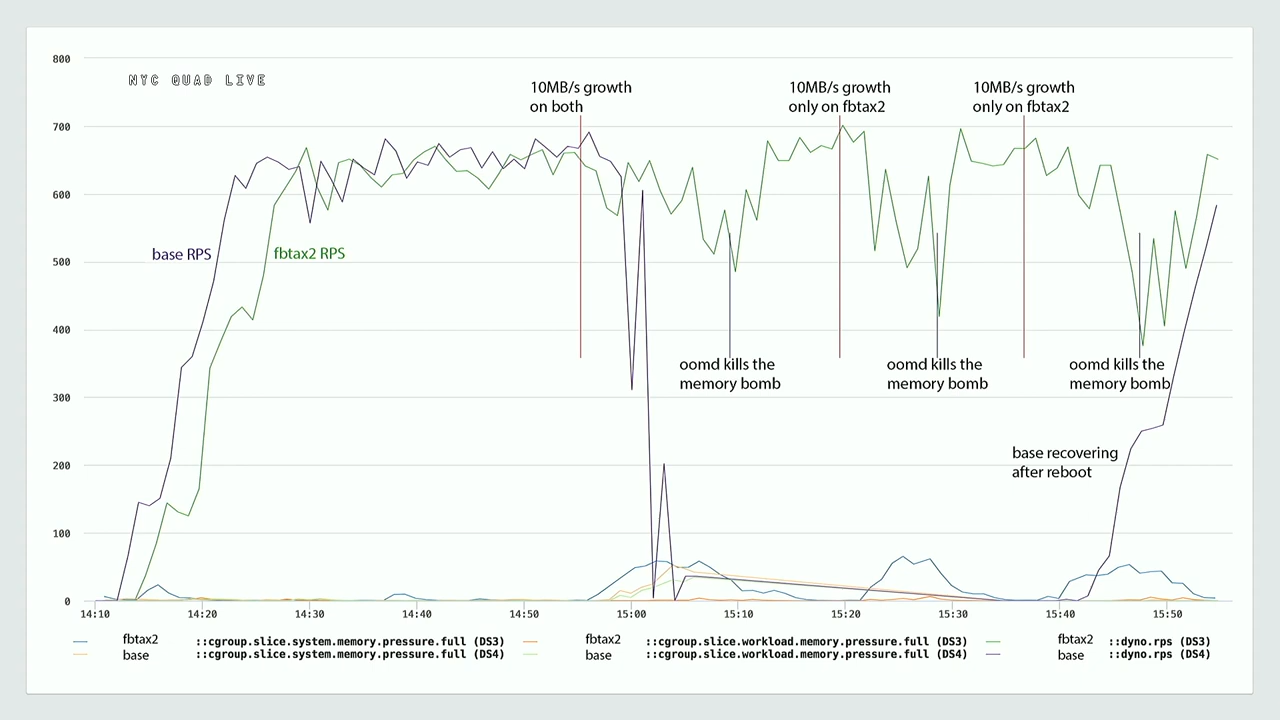 800
NYC QUAD LIVE
10MB/s growth
on both
10MB/s growth
only on fbtax2
10MB/s growth
only on fbtax2
700
600
base RPS
fbtax2 RPS
500
400
oomd kills the
memory bomb
oomd kills the
memory bomb
oomd kills the
memory bomb
300
base recovering
after reboot
200
100
0
14:10 14:20 14:30 14:40 14:50 15:00 15:10 15:20 15:30 15:40 15:50
fbtax2 ::cgroup.slice.system.memory.pressure.full (DS3) fbtax2 ::cgroup.slice.workload.memory.pressure.full (DS3) fbtax2 ::dyno.rps (DS3)
base ::cgroup.slice.system.memory.pressure.full (DS4) base ::cgroup.slice.workload.memory.pressure.full (DS4) base ::dyno.rps (DS4)